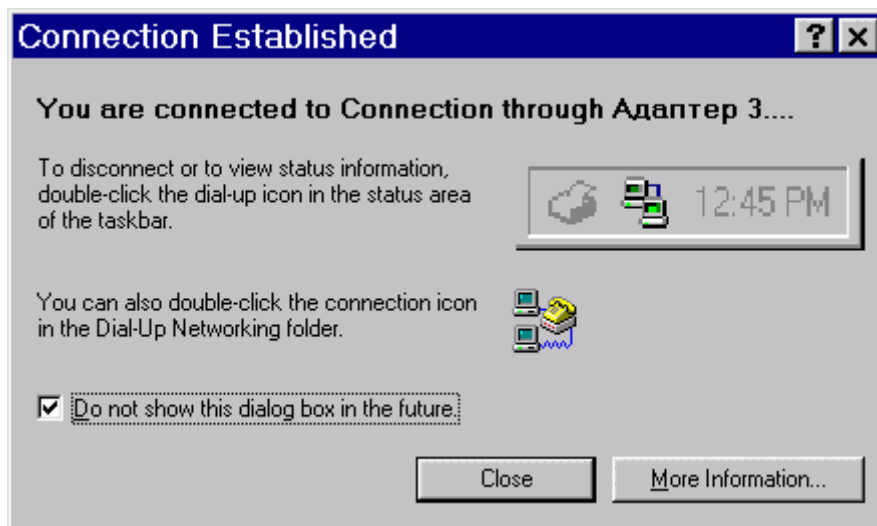 Connection Established
You are connected to Connection through Адаптер 3....
To disconnect or to view status information,
double-click the dial-up icon in the status area
of the taskbar.
12:45 PM
You can also double-click the connection icon
in the Dial-Up Networking folder.
Do not show this dialog box in the future.
Close
More Information...